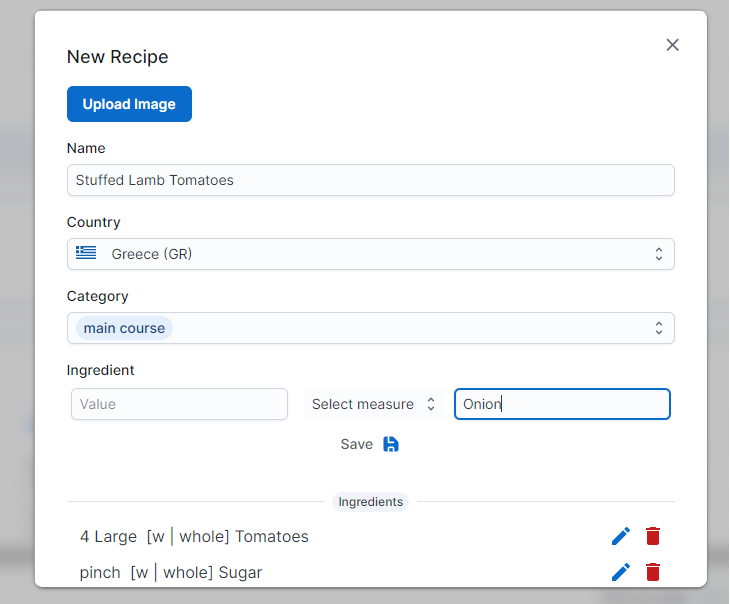 New Recipe
Upload Image
Name
Stuffed Lamb Tomatoes
Country
Greece (GR)
Category
main course
Ingredient
Value Select measure Onion
Save
Ingredients
4 Large [w | whole] Tomatoes
pinch [w | whole] Sugar